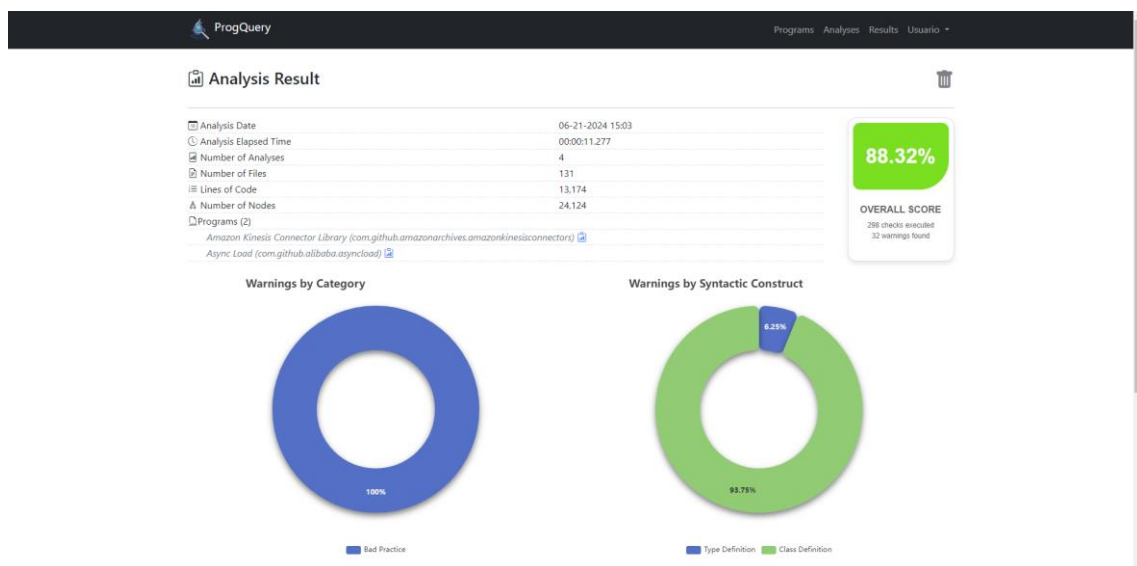 ProgQuery
Programs Analyses Results Usuario
Analysis Result
Analysis Date 06-21-2024 15:03
Analysis Elapsed Time 00:00:11.277
Number of Analyses 4
Number of Files 131
Lines of Code 13,174
Number of Nodes 24,124
Programs (2)
Amazon Kinesis Connector Library (com.github.amazonarchives.amazonkinesisconnectors)
Async Load (com.github.alibaba.asyncload)
88.32%
OVERALL SCORE
298 checks executed
32 warnings found
Warnings by Category
100%
Bad Practice
Warnings by Syntactic Construct
6.25%
93.75%
Type Definition Class Definition